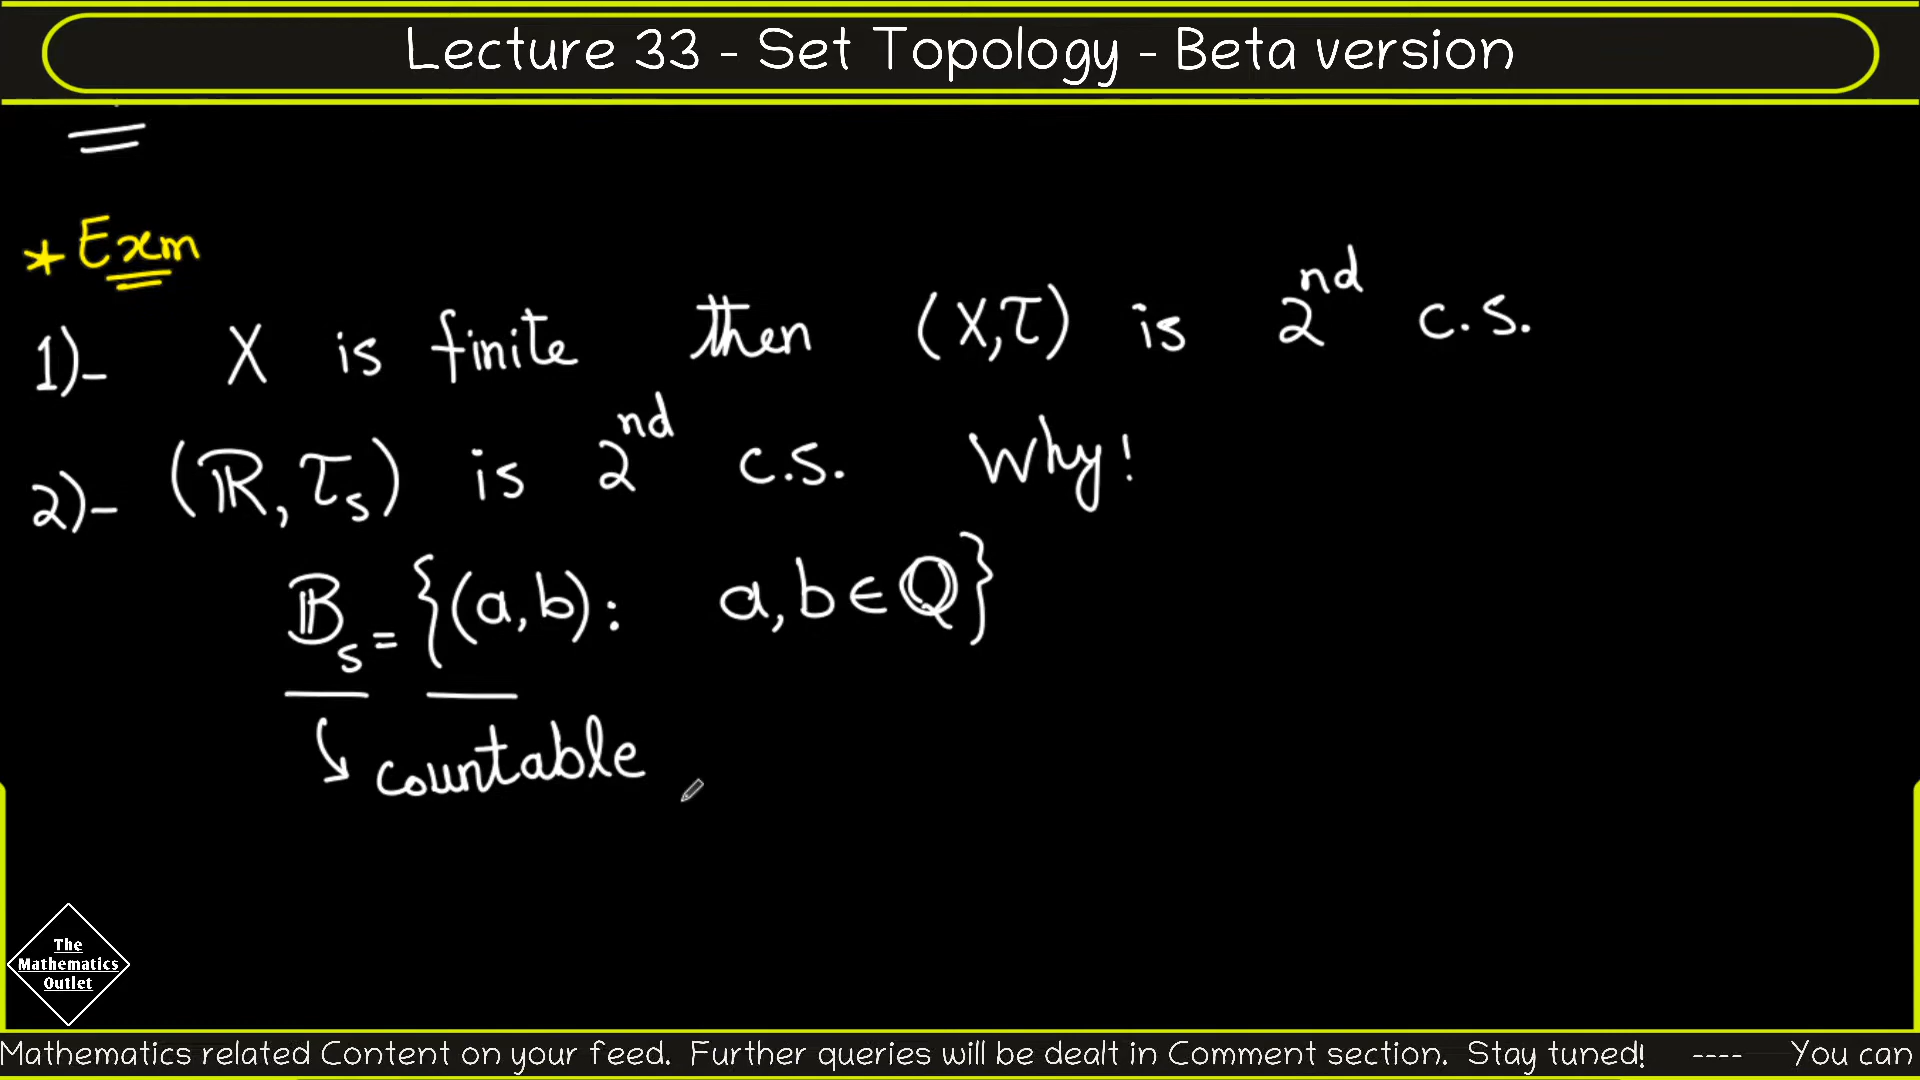 Lecture 33 - Set Topology - Beta version
* Exm
1)- X is finite then (X,τ) is 2nd c.s.
2)- (ℝ, τs) is 2nd c.s. Why!
𝔹s = {(a,b): a,b∈ℚ}
↳ countable
The
Mathematics
Outlet
Mathematics related Content on your feed. Further queries will be dealt in Comment section. Stay tuned! ---- You can